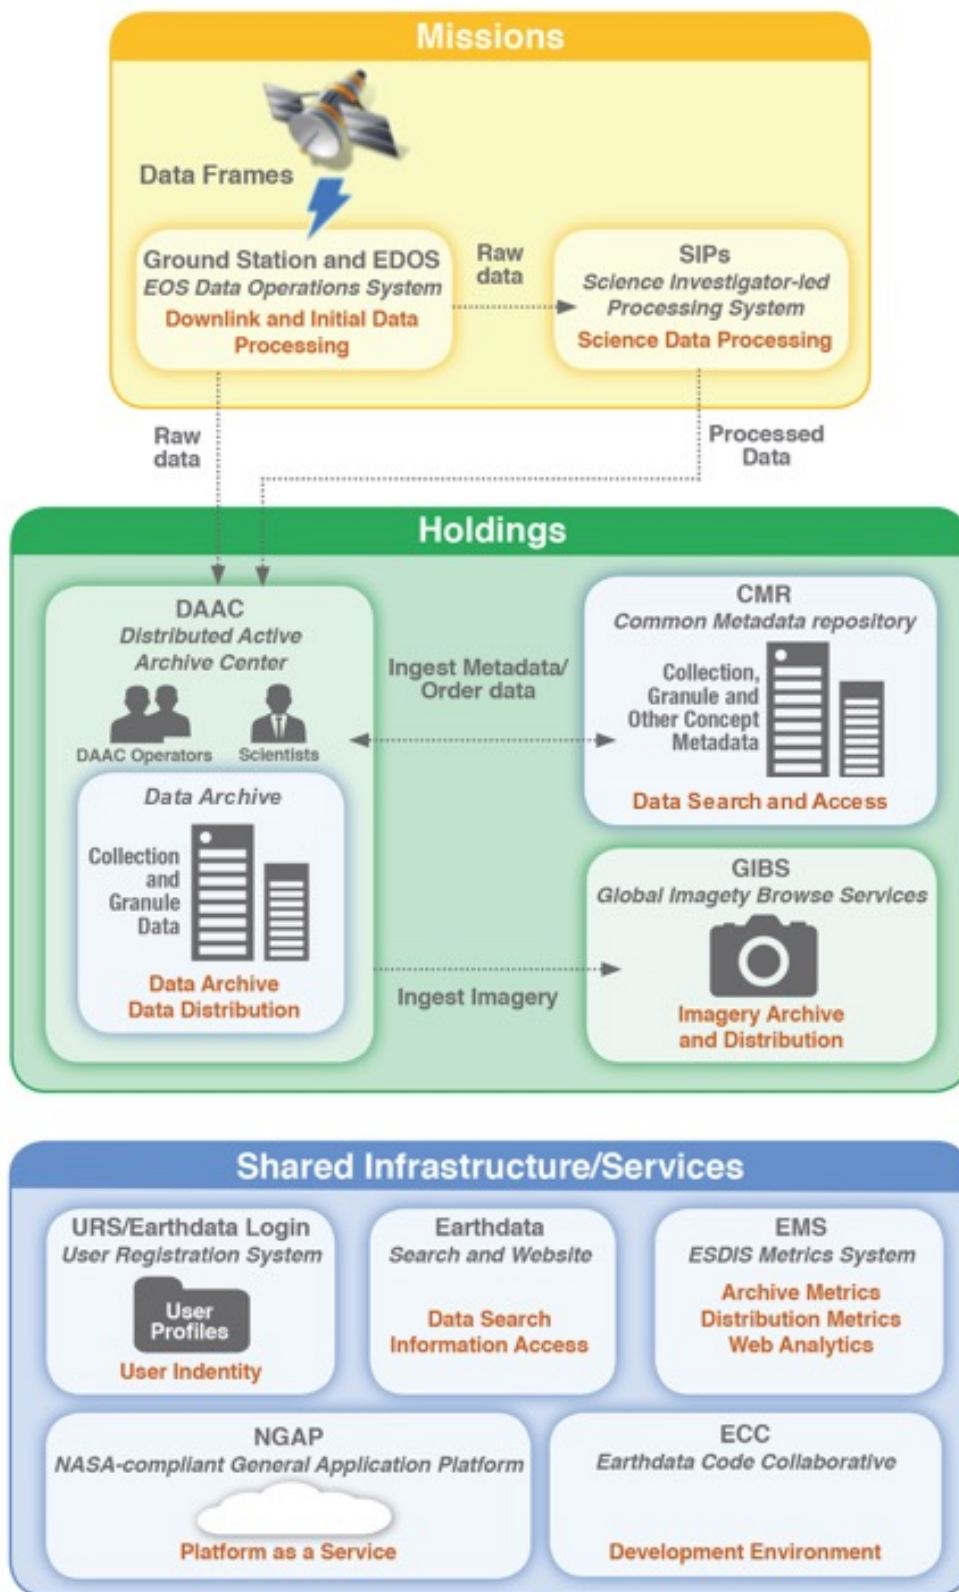 Missions
Data Frames
Ground Station and EDOS
EOS Data Operations System
Downlink and Initial Data
Processing
Raw
data
SIPs
Science Investigator-led
Processing System
Science Data Processing
Raw
data
Processed
Data
Holdings
DAAC
Distributed Active
Archive Center
DAAC Operators
Scientists
Data Archive
Collection
and
Granule
Data
Data Archive
Data Distribution
Ingest Metadata/
Order data
CMR
Common Metadata repository
Collection,
Granule and
Other Concept
Metadata
Data Search and Access
Ingest Imagery
GIBS
Global Imagety Browse Services
Imagery Archive
and Distribution
Shared Infrastructure/Services
URS/Earthdata Login
User Registration System
User
Profiles
User Indentity
Earthdata
Search and Website
Data Search
Information Access
EMS
ESDIS Metrics System
Archive Metrics
Distribution Metrics
Web Analytics
NGAP
NASA-compliant General Application Platform
Platform as a Service
ECC
Earthdata Code Collaborative
Development Environment